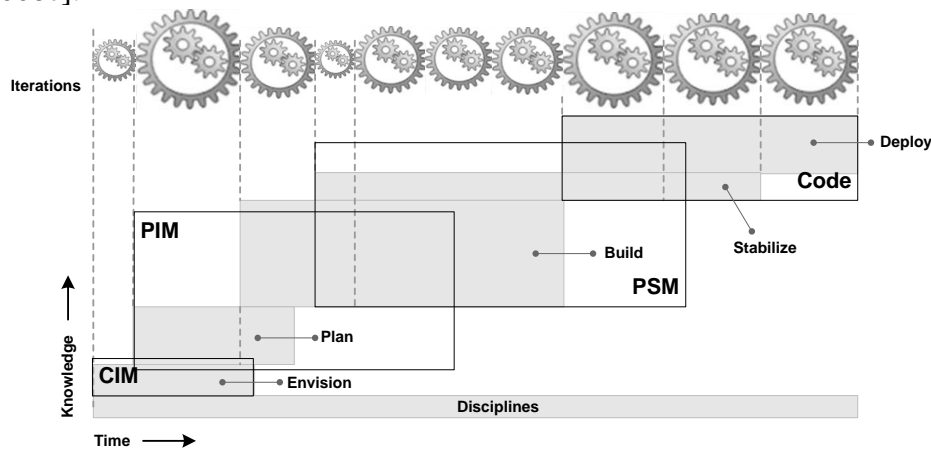 Iterations
Deploy
Code
Stabilize
PIM
Build
PSM
Plan
CIM
Envision
Knowledge
Disciplines
Time